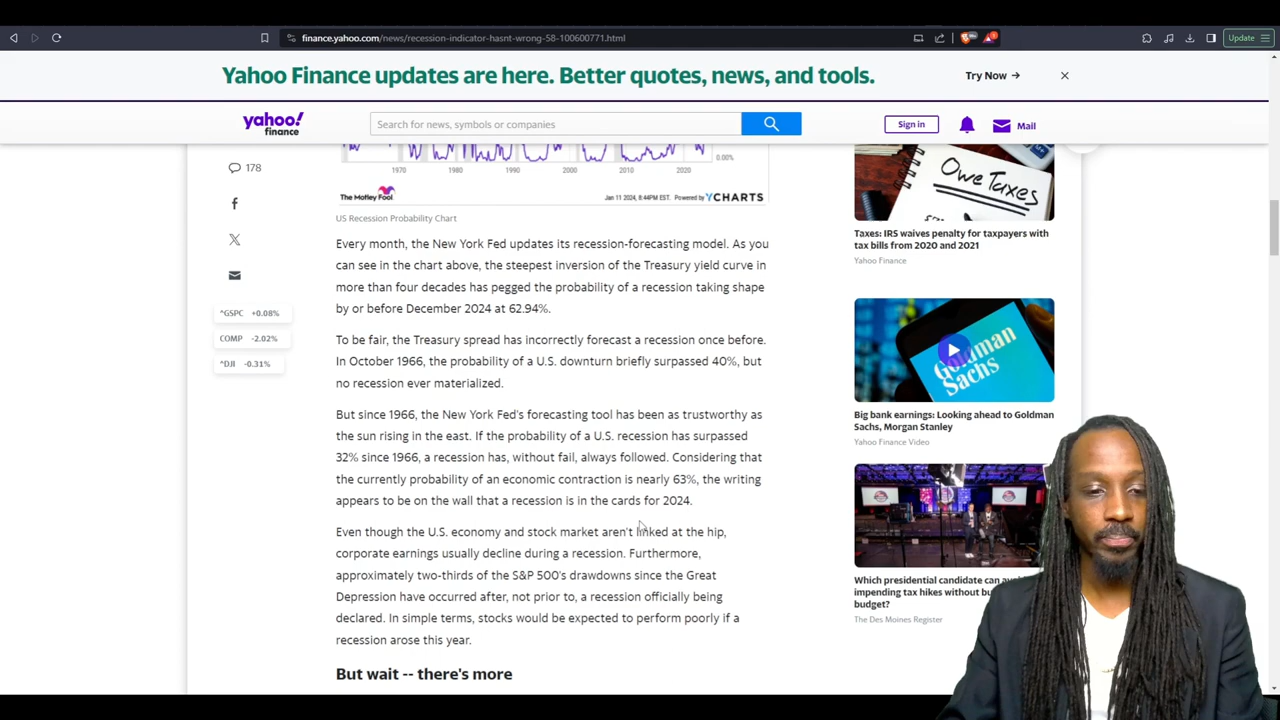 finance.yahoo.com/news/recession-indicator-hasnt-wrong-58-100600771.html
Update
Yahoo Finance updates are here. Better quotes, news, and tools.
Try Now →
yahoo!
finance
Search for news, symbols or companies
Sign in
Mail
178
^GSPC +0.08%
COMP -2.02%
^DJI -0.31%
0.00%
1970 1980 1990 2000 2010 2020
The Motley Fool
Jan 11 2024, 8:44PM EST. Powered by YCHARTS
US Recession Probability Chart
Every month, the New York Fed updates its recession-forecasting model. As you
can see in the chart above, the steepest inversion of the Treasury yield curve in
more than four decades has pegged the probability of a recession taking shape
by or before December 2024 at 62.94%.
To be fair, the Treasury spread has incorrectly forecast a recession once before.
In October 1966, the probability of a U.S. downturn briefly surpassed 40%, but
no recession ever materialized.
But since 1966, the New York Fed's forecasting tool has been as trustworthy as
the sun rising in the east. If the probability of a U.S. recession has surpassed
32% since 1966, a recession has, without fail, always followed. Considering that
the currently probability of an economic contraction is nearly 63%, the writing
appears to be on the wall that a recession is in the cards for 2024.
Even though the U.S. economy and stock market aren't linked at the hip,
corporate earnings usually decline during a recession. Furthermore,
approximately two-thirds of the S&P 500's drawdowns since the Great
Depression have occurred after, not prior to, a recession officially being
declared. In simple terms, stocks would be expected to perform poorly if a
recession arose this year.
But wait -- there's more
Owe Taxes
Taxes: IRS waives penalty for taxpayers with
tax bills from 2020 and 2021
Yahoo Finance
Goldman
Sachs
Big bank earnings: Looking ahead to Goldman
Sachs, Morgan Stanley
Yahoo Finance Video
Which presidential candidate can
impending tax hikes without
budget?
The Des Moines Register